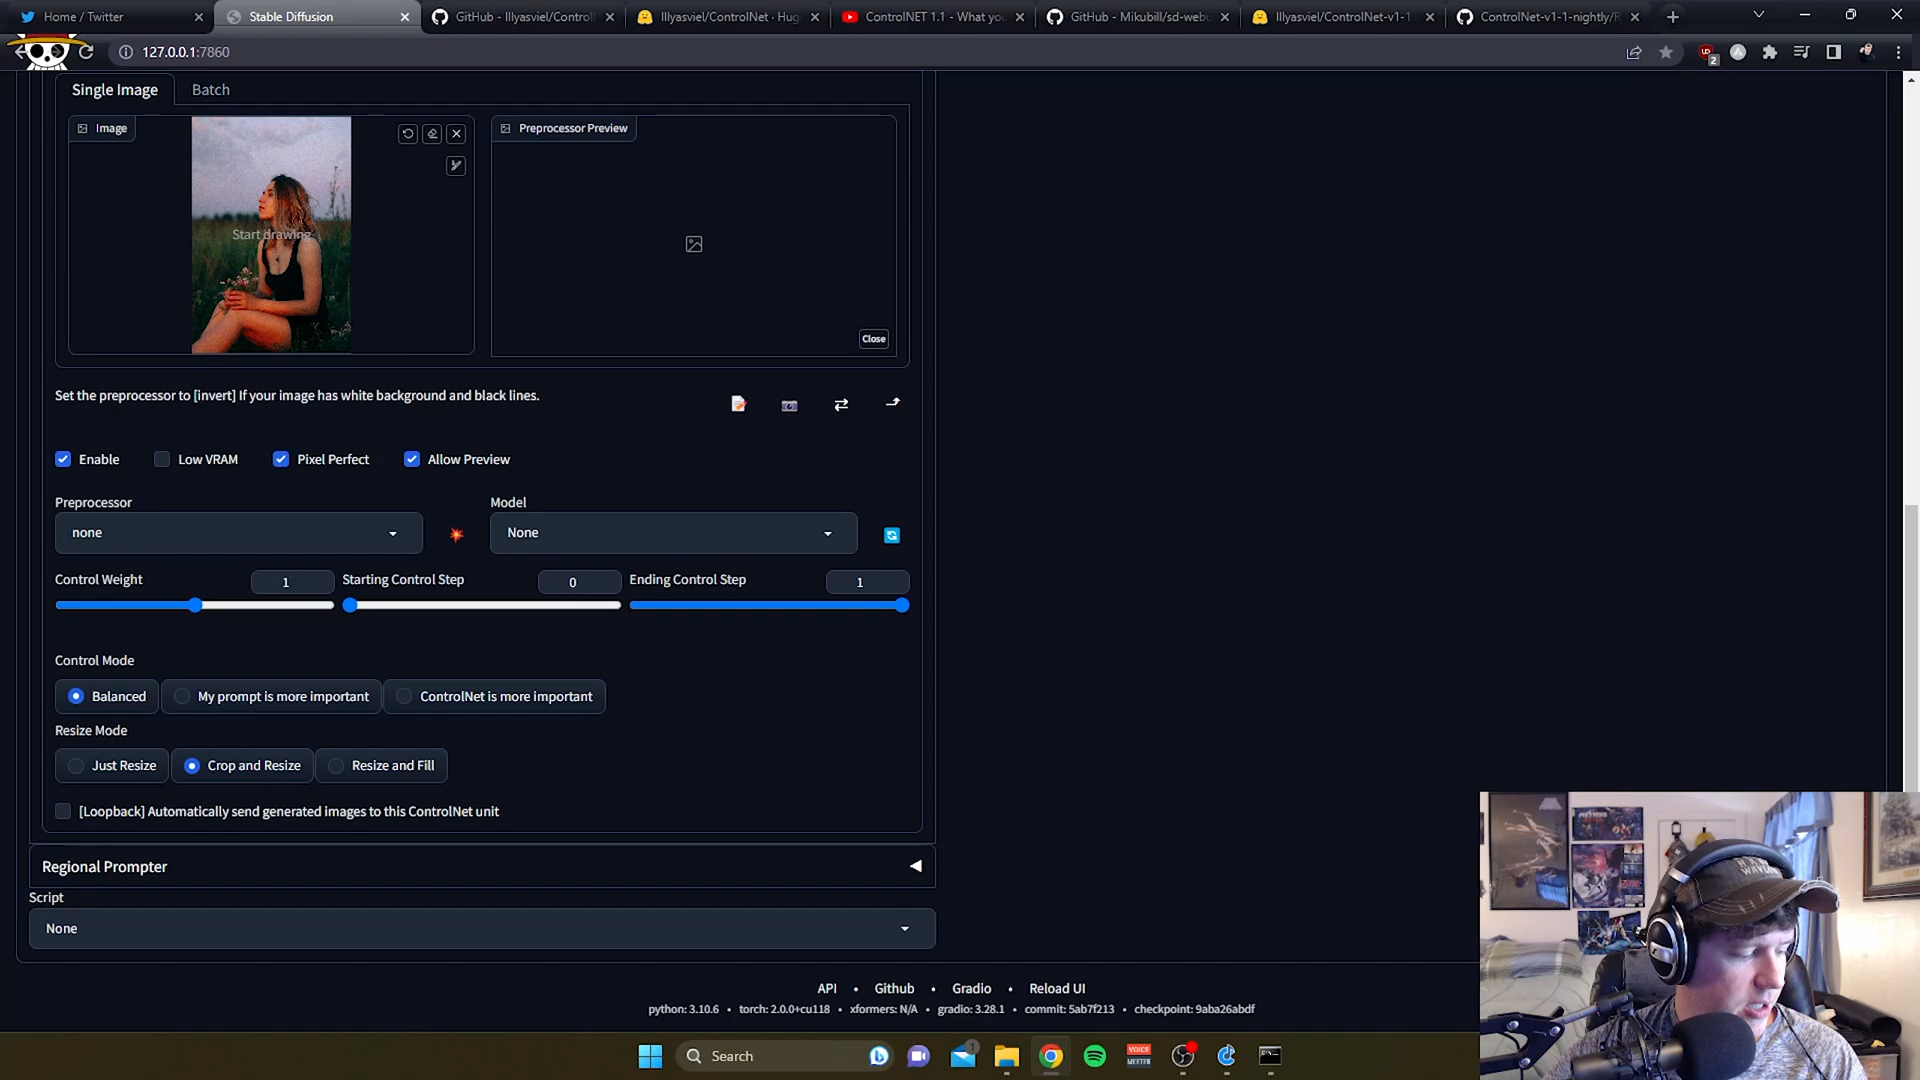 Home / Twitter
Stable Diffusion
GitHub - lllyasviel/Control
lllyasviel/ControlNet · Hug
ControlNET 1.1 - What you
GitHub - Mikubill/sd-webu
lllyasviel/ControlNet-v1-1
ControlNet-v1-1-nightly/R
127.0.0.1:7860
2
Single Image
Batch
Image
Start drawing
Preprocessor Preview
Close
Set the preprocessor to [invert] If your image has white background and black lines.
Enable
Low VRAM
Pixel Perfect
Allow Preview
Preprocessor
Model
none
None
Control Weight
1
Starting Control Step
0
Ending Control Step
1
Control Mode
Balanced
My prompt is more important
ControlNet is more important
Resize Mode
Just Resize
Crop and Resize
Resize and Fill
[Loopback] Automatically send generated images to this ControlNet unit
Regional Prompter
Script
None
API • Github • Gradio • Reload UI
python: 3.10.6 • torch: 2.0.0+cu118 • xformers: N/A • gradio: 3.28.1 • commit: 5ab7f213 • checkpoint: 9aba26abdf
Search
1
VOICE
MEETER